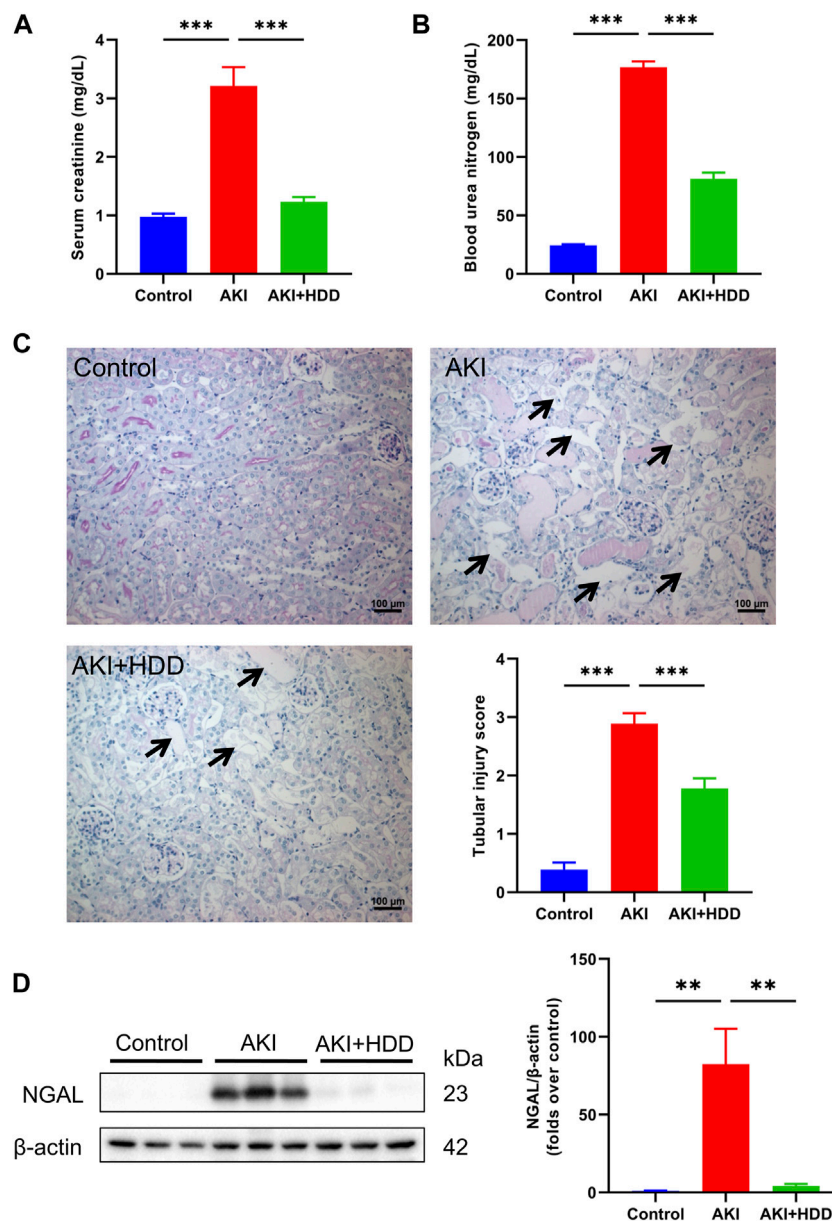 A
Serum creatinine (mg/dL)
4
3
2
1
0
*** ***
Control AKI AKI+HDD
B
Blood urea nitrogen (mg/dL)
200
150
100
50
0
*** ***
Control AKI AKI+HDD
C
Control
100 μm
AKI
100 μm
AKI+HDD
100 μm
Tubular injury score
4
3
2
1
0
*** ***
Control AKI AKI+HDD
D
Control AKI AKI+HDD kDa
NGAL 23
β-actin 42
NGAL/β-actin
(folds over control)
150
100
50
0
** **
Control AKI AKI+HDD